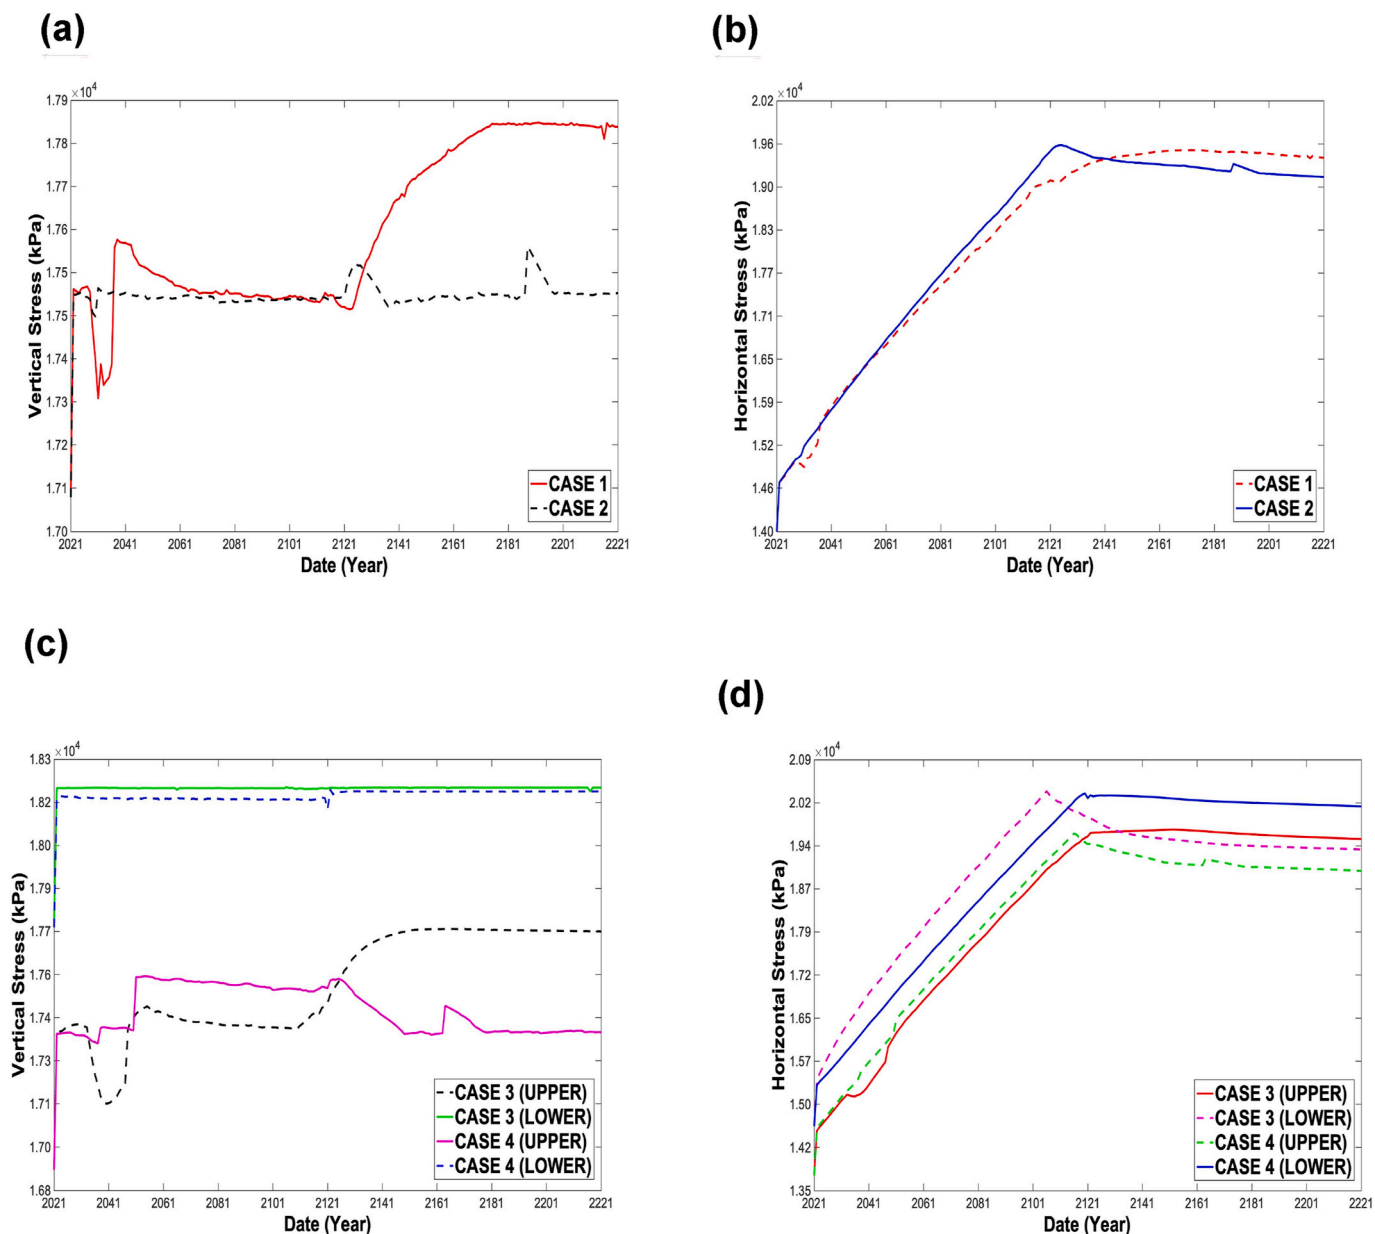 (a)
×10⁴
1.79
1.78
1.77
1.76
1.75
1.75
1.74
1.73
1.72
1.71
1.70
2021 2041 2061 2081 2101 2121 2141 2161 2181 2201 2221
Vertical Stress (kPa)
Date (Year)
CASE 1
CASE 2
(b)
×10⁴
2.02
1.96
1.90
1.83
1.77
1.71
1.65
1.59
1.52
1.46
1.40
2021 2041 2061 2081 2101 2121 2141 2161 2181 2201 2221
Horizontal Stress (kPa)
Date (Year)
CASE 1
CASE 2
(c)
×10⁴
1.83
1.82
1.80
1.79
1.77
1.76
1.74
1.73
1.71
1.70
1.68
2021 2041 2061 2081 2101 2121 2141 2161 2181 2201 2221
Vertical Stress (kPa)
Date (Year)
CASE 3 (UPPER)
CASE 3 (LOWER)
CASE 4 (UPPER)
CASE 4 (LOWER)
(d)
×10⁴
2.09
2.02
1.94
1.87
1.79
1.72
1.65
1.57
1.50
1.42
1.35
2021 2041 2061 2081 2101 2121 2141 2161 2181 2201 2221
Horizontal Stress (kPa)
Date (Year)
CASE 3 (UPPER)
CASE 3 (LOWER)
CASE 4 (UPPER)
CASE 4 (LOWER)